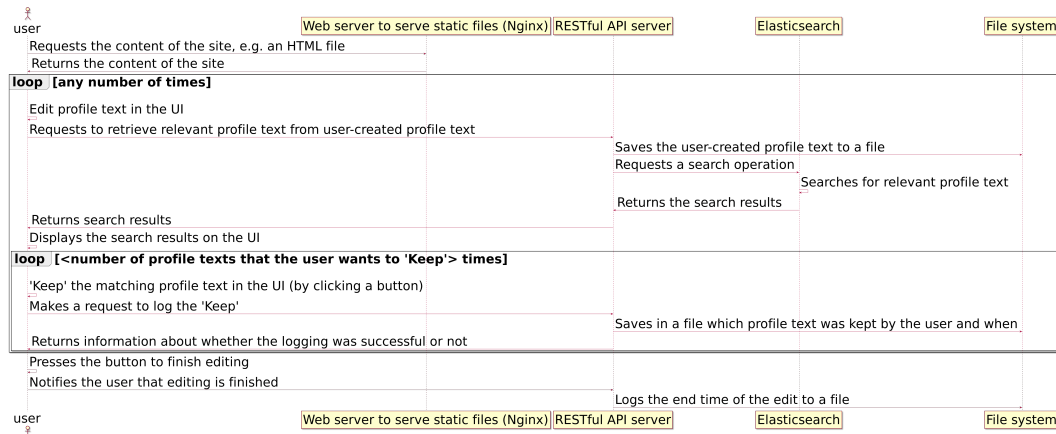 user
Web server to serve static files (Nginx)
RESTful API server
Elasticsearch
File system
Requests the content of the site, e.g. an HTML file
Returns the content of the site
loop [any number of times]
Edit profile text in the UI
Requests to retrieve relevant profile text from user-created profile text
Saves the user-created profile text to a file
Requests a search operation
Searches for relevant profile text
Returns the search results
Returns search results
Displays the search results on the UI
loop [<number of profile texts that the user wants to 'Keep'> times]
'Keep' the matching profile text in the UI (by clicking a button)
Makes a request to log the 'Keep'
Saves in a file which profile text was kept by the user and when
Returns information about whether the logging was successful or not
Presses the button to finish editing
Notifies the user that editing is finished
Logs the end time of the edit to a file
user
Web server to serve static files (Nginx)
RESTful API server
Elasticsearch
File system